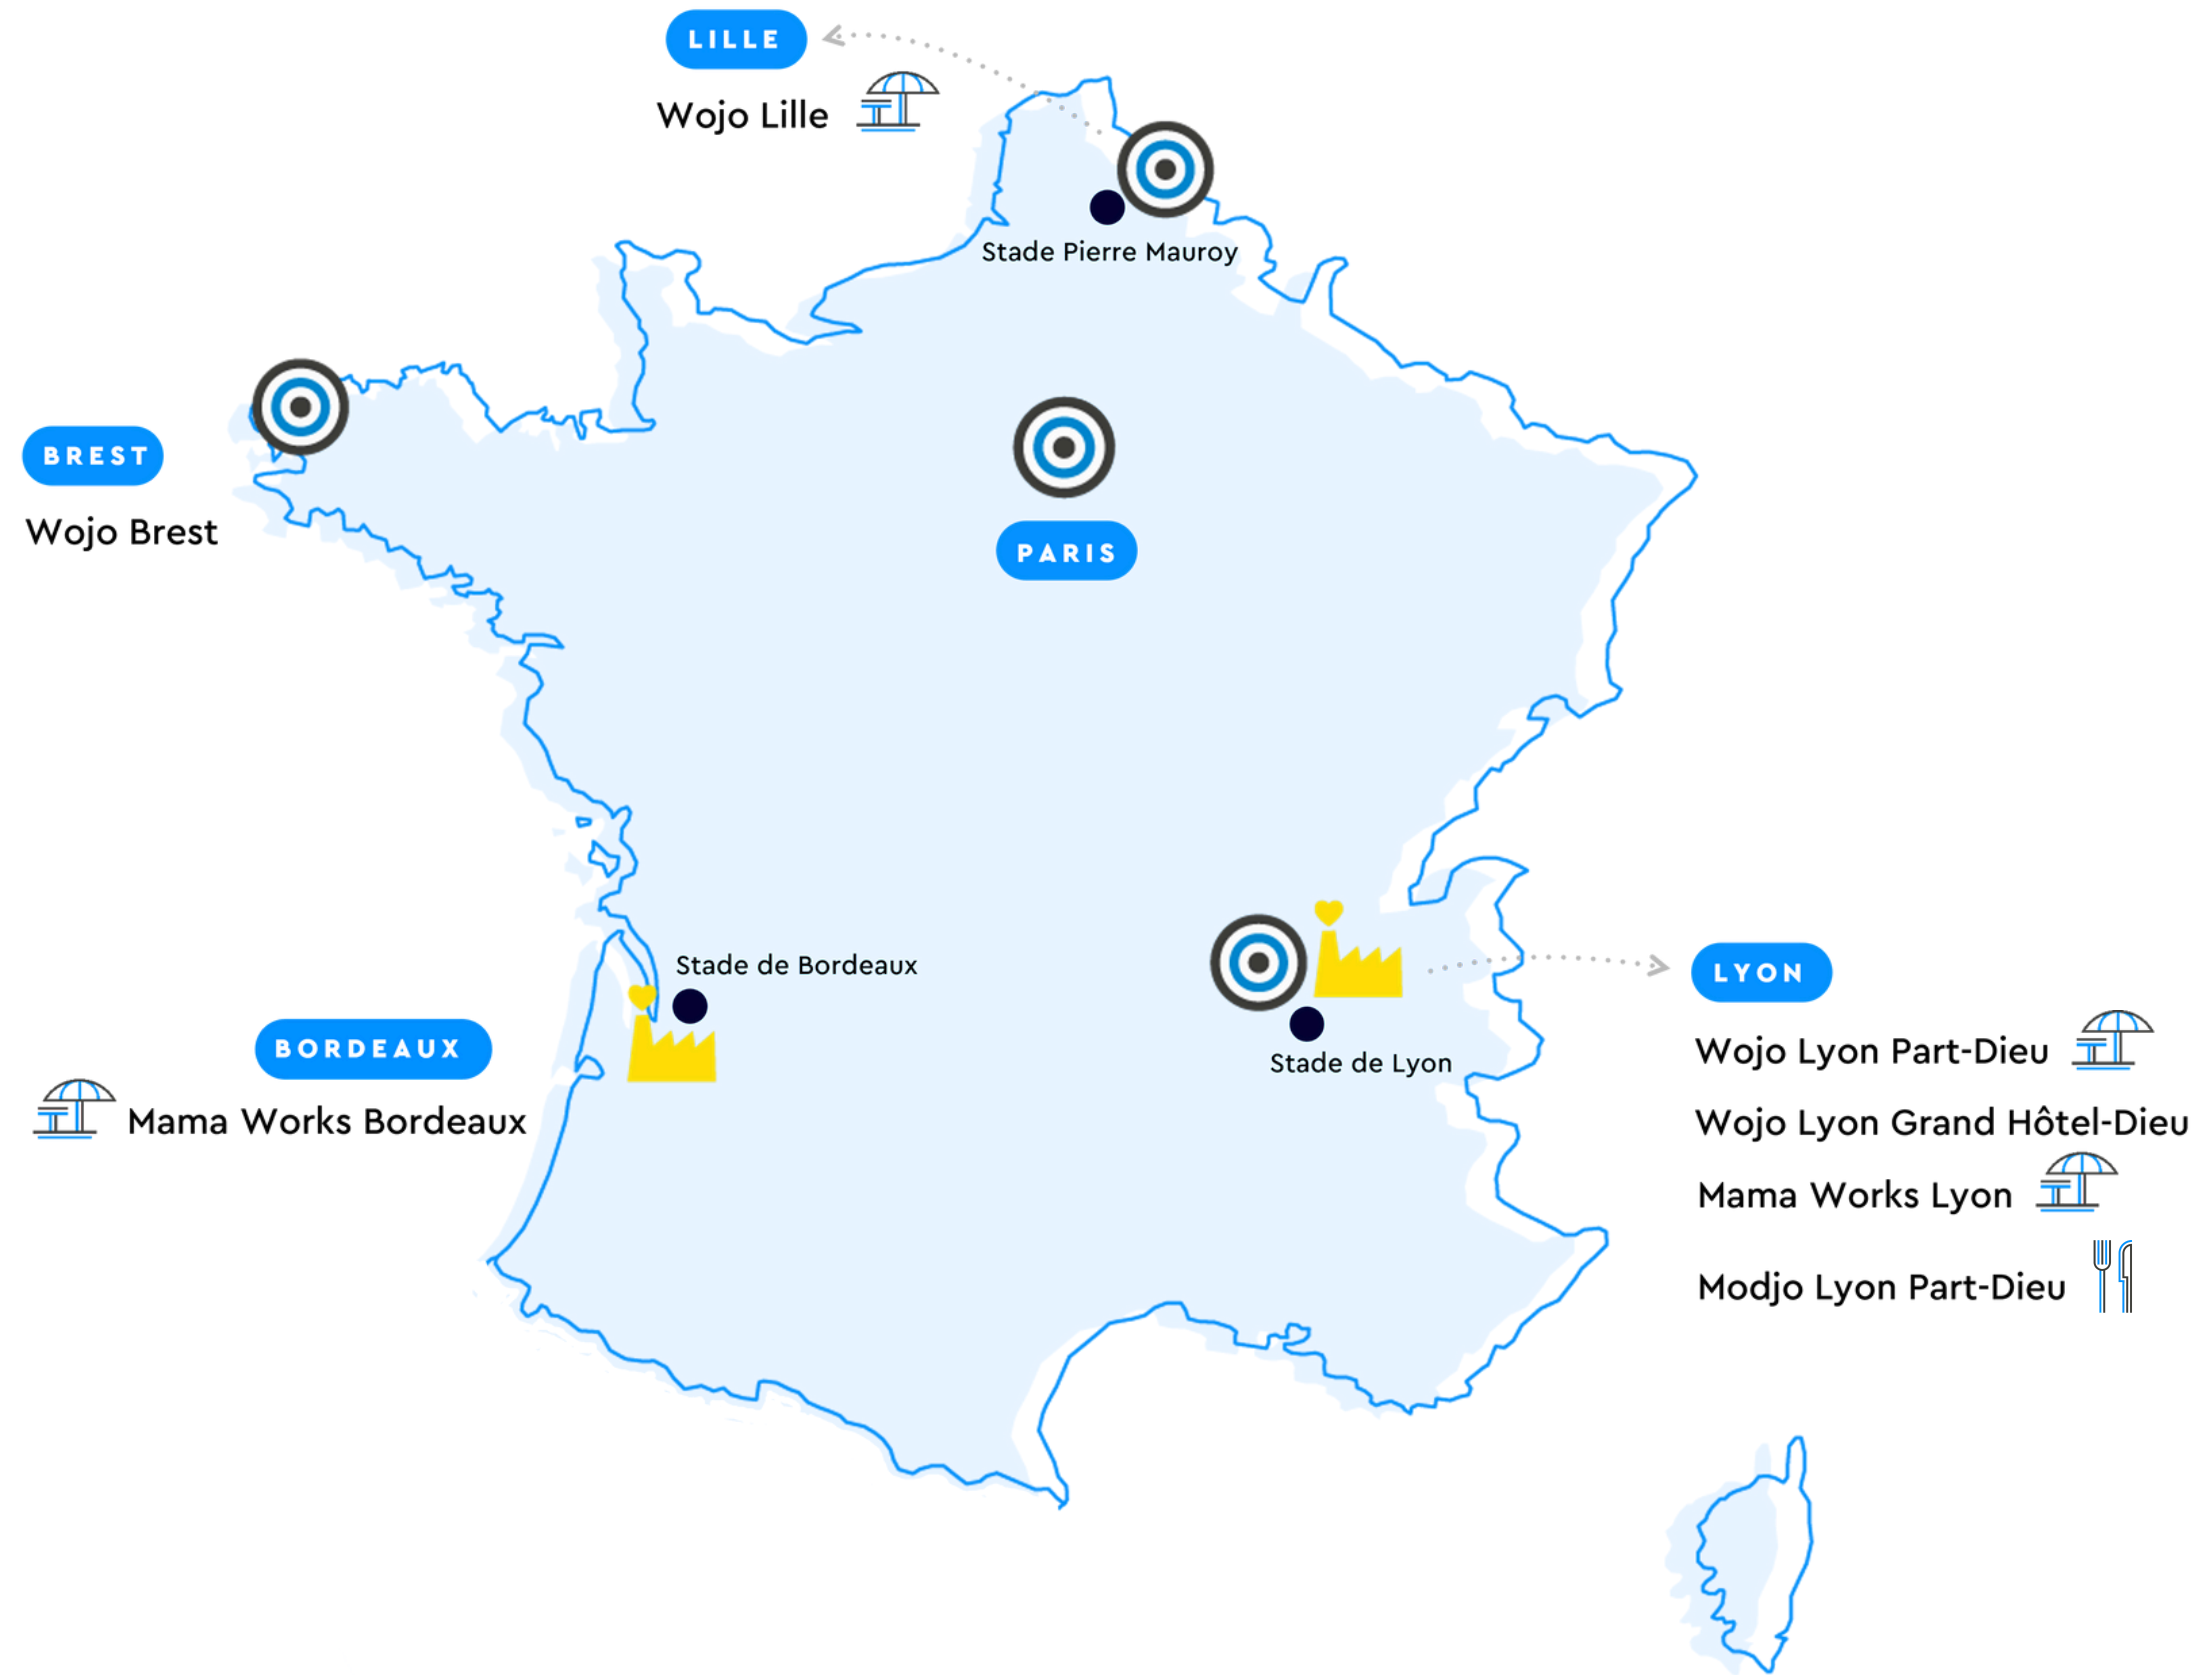 LILLE
Wojo Lille
Stade Pierre Mauroy
BREST
Wojo Brest
PARIS
Stade de Bordeaux
BORDEAUX
Mama Works Bordeaux
Stade de Lyon
LYON
Wojo Lyon Part-Dieu
Wojo Lyon Grand Hôtel-Dieu
Mama Works Lyon
Modjo Lyon Part-Dieu